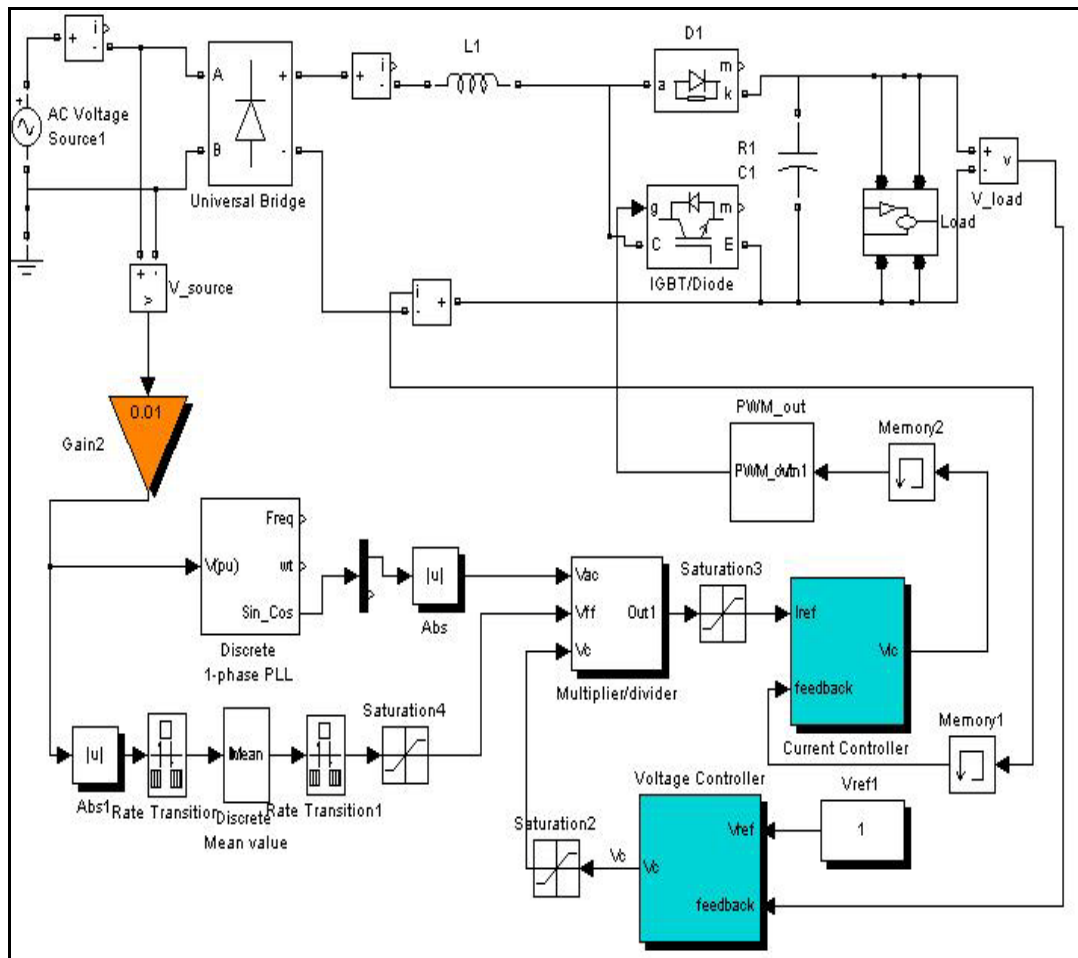 i
+
-
AC Voltage
Source1
+
A
B
+
-
Universal Bridge
+
i
-
L1
D1
a
m
k
R1
C1
g
C
m
E
IGBT/Diode
+
-
v
V_load
Load
+
-
v
V_source
i
-
+
0.01
Gain2
PWM_out
Memory2
V(pu)
Freq
wt
Sin_Cos
Discrete
1-phase PLL
|u|
Abs
Vac
Vff
Vc
Out1
Multiplier/divider
Saturation3
Iref
feedback
Vlc
Current Controller
Memory1
|u|
Abs1
Rate Transition
Mean
Discrete
Mean value
Rate Transition1
Saturation4
Saturation2
Vc
Voltage Controller
Vc
Vref
feedback
Vref1
1